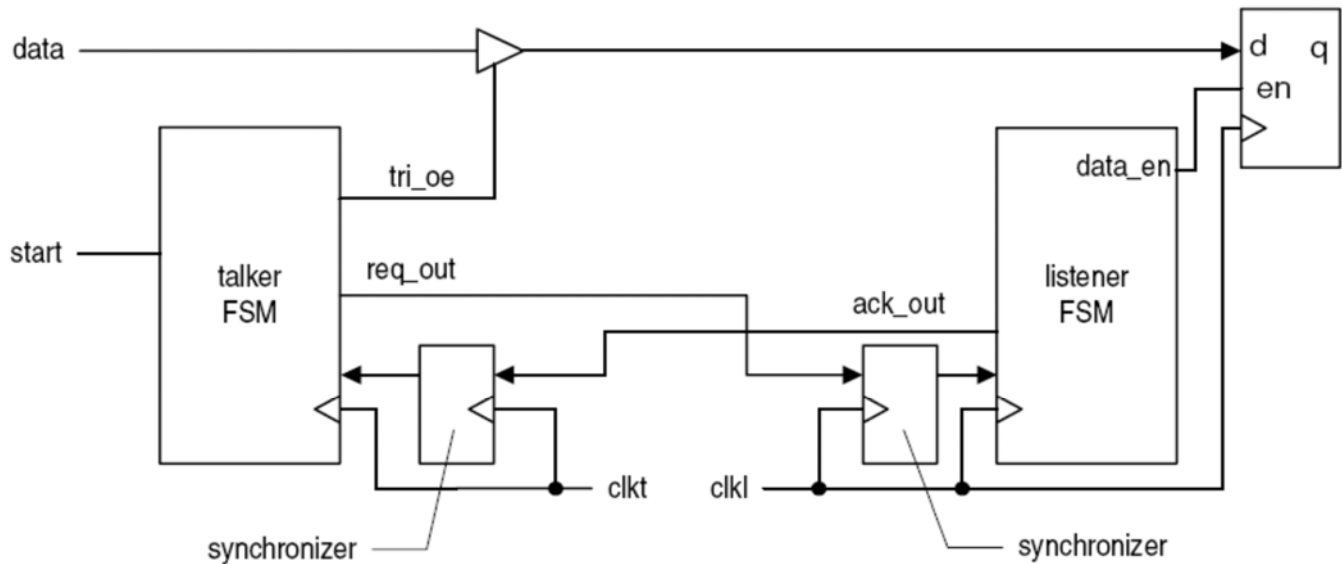 data
d q
en
tri_oe
data_en
start
talker
FSM
req_out
listener
FSM
ack_out
clkt
clkl
synchronizer
synchronizer